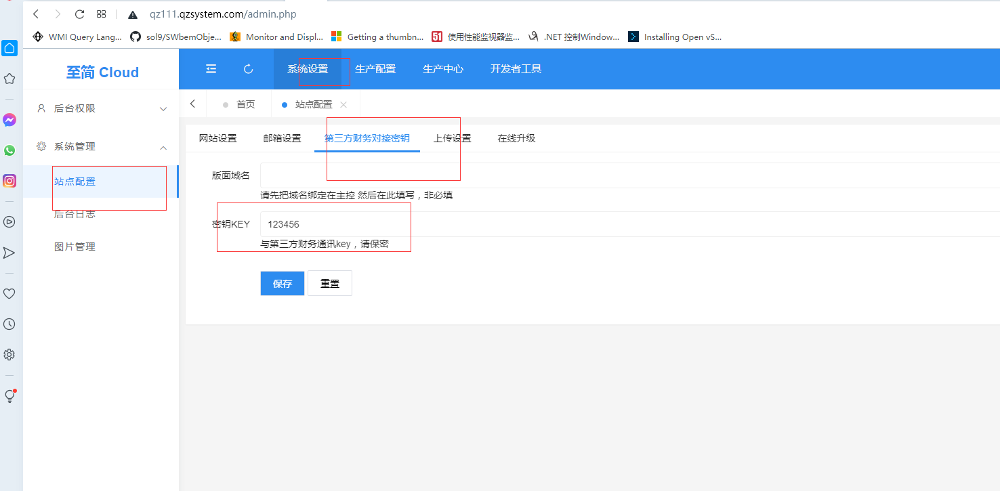 qz111.qzsystem.com/admin.php
WMI Query Lang... sol9/SWbemObje... Monitor and Displ... Getting a thumbn... 51 使用性能监视器监... .NET 控制Window... Installing Open vS...
至简 Cloud
系统设置 生产配置 生产中心 开发者工具
后台权限
首页 站点配置
网站设置 邮箱设置 第三方财务对接密钥 上传设置 在线升级
系统管理
版面域名
站点配置
请先把域名绑定在主控 然后在此填写，非必填
后台日志
密钥KEY 123456
与第三方财务通讯key，请保密
图片管理
保存 重置